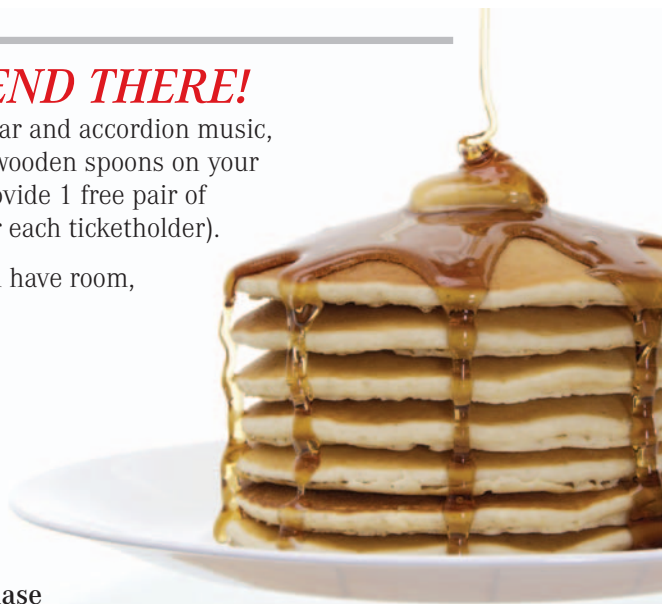 END THERE!
ar and accordion music,
wooden spoons on your
ovide 1 free pair of
each ticketholder).
have room,
ase